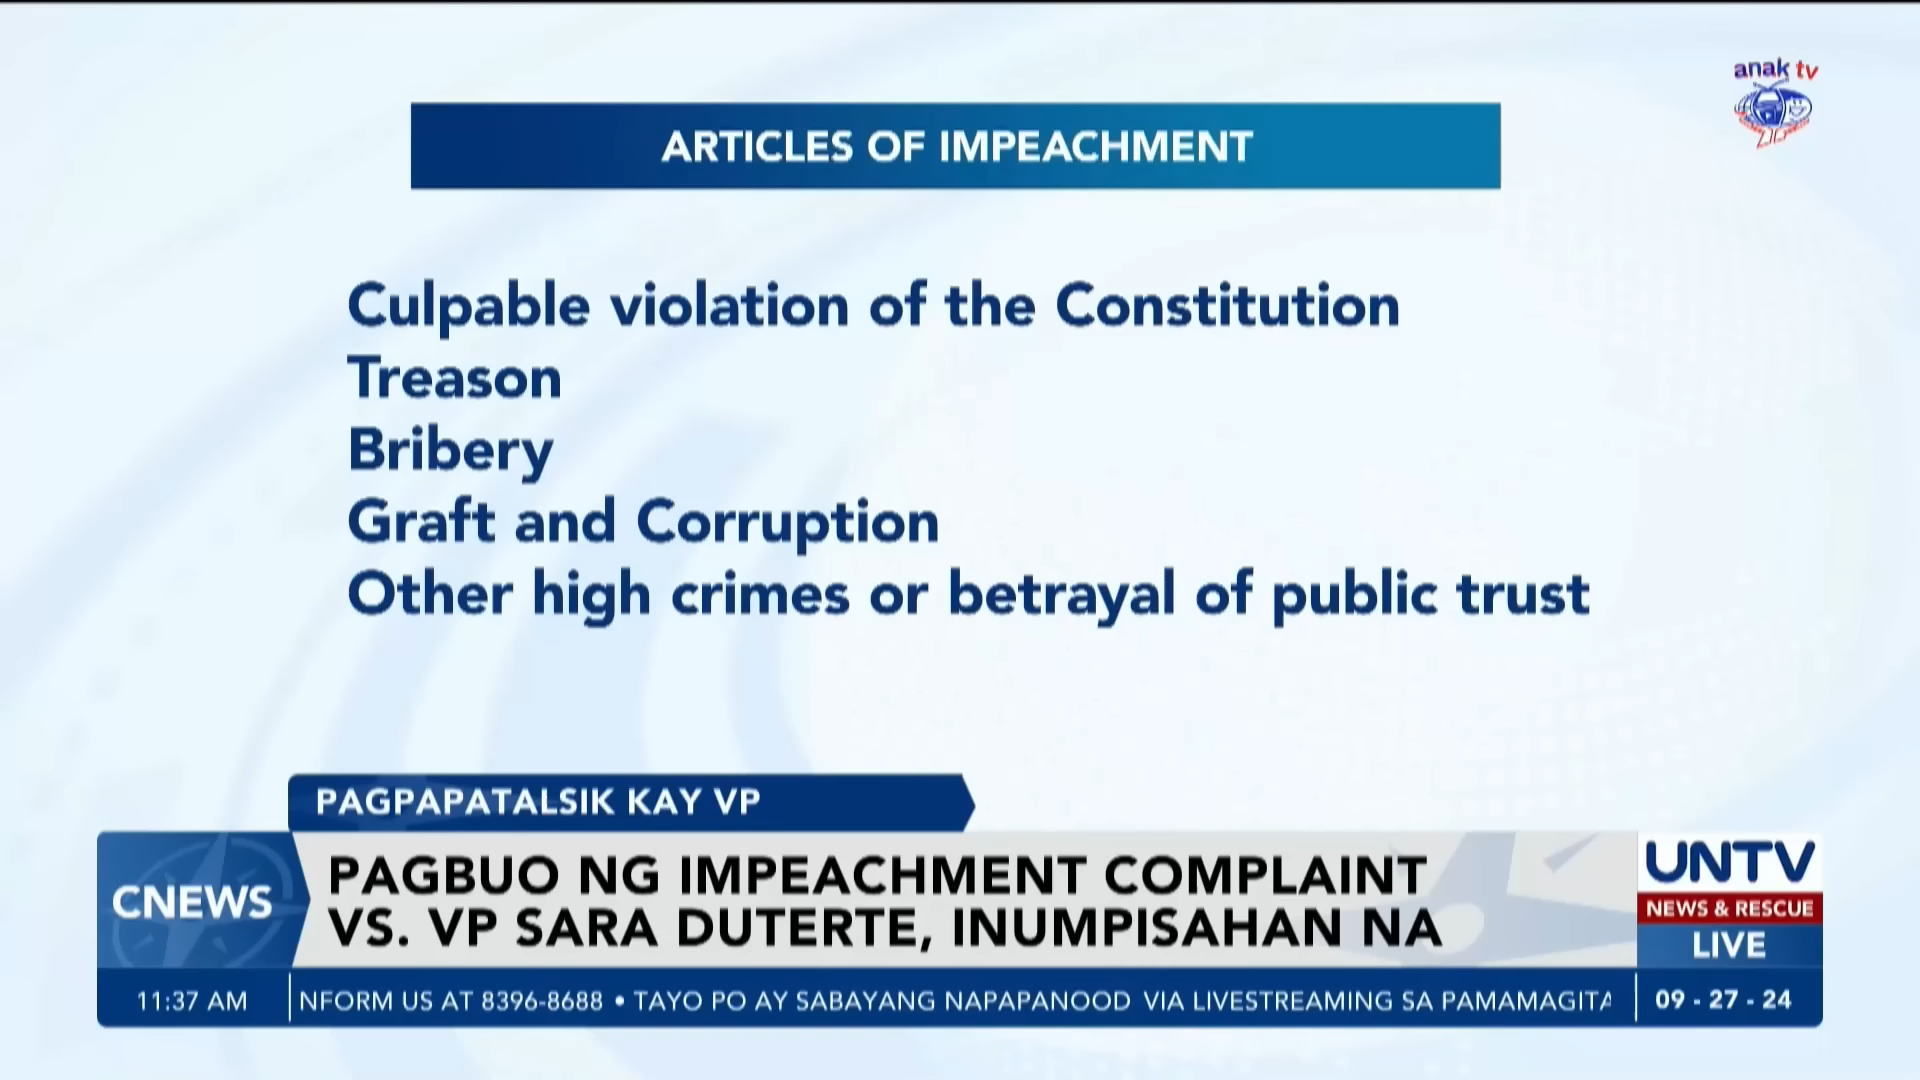 anak tv
ARTICLES OF IMPEACHMENT
Culpable violation of the Constitution
Treason
Bribery
Graft and Corruption
Other high crimes or betrayal of public trust
PAGPAPATALSIK KAY VP
CNEWS
PAGBUO NG IMPEACHMENT COMPLAINT
VS. VP SARA DUTERTE, INUMPISAHAN NA
UNTV
NEWS & RESCUE
LIVE
11:37 AM
NFORM US AT 8396-8688 • TAYO PO AY SABAYANG NAPAPANOOD VIA LIVESTREAMING SA PAMAMAGITA
09 - 27 - 24